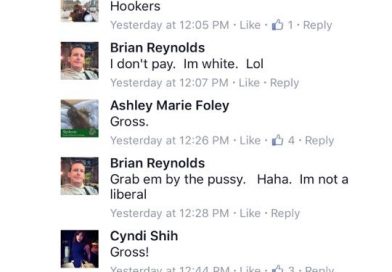 Hookers
Yesterday at 12:05 PM · Like · 1 · Reply
Brian Reynolds
I don't pay. Im white. Lol
Yesterday at 12:07 PM · Like · Reply
Ashley Marie Foley
Gross.
Yesterday at 12:26 PM · Like · 4 · Reply
Brian Reynolds
Grab em by the pussy. Haha. Im not a
liberal
Yesterday at 12:28 PM · Like · Reply
Cyndi Shih
Gross!
Yesterday at 12:44 PM · Like · 3 · Reply